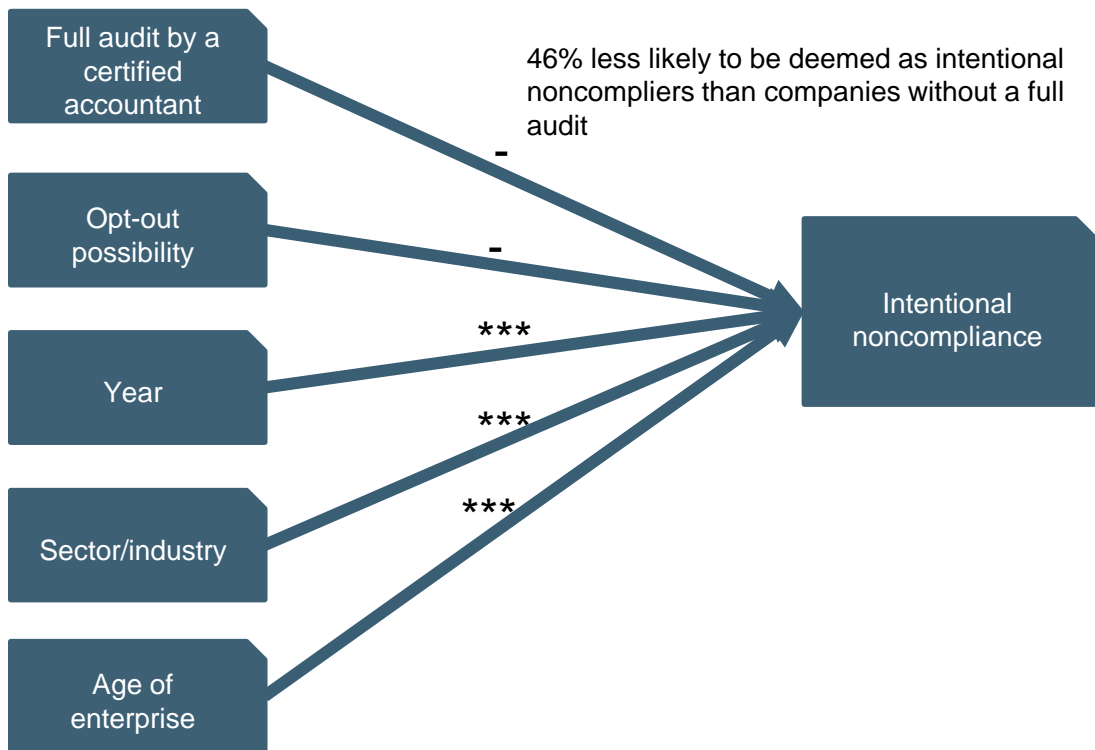 Full audit by a
certified
accountant
46% less likely to be deemed as intentional
noncompliers than companies without a full
audit
-
Opt-out
possibility
-
Intentional
noncompliance
Year
***
***
Sector/industry
***
Age of
enterprise